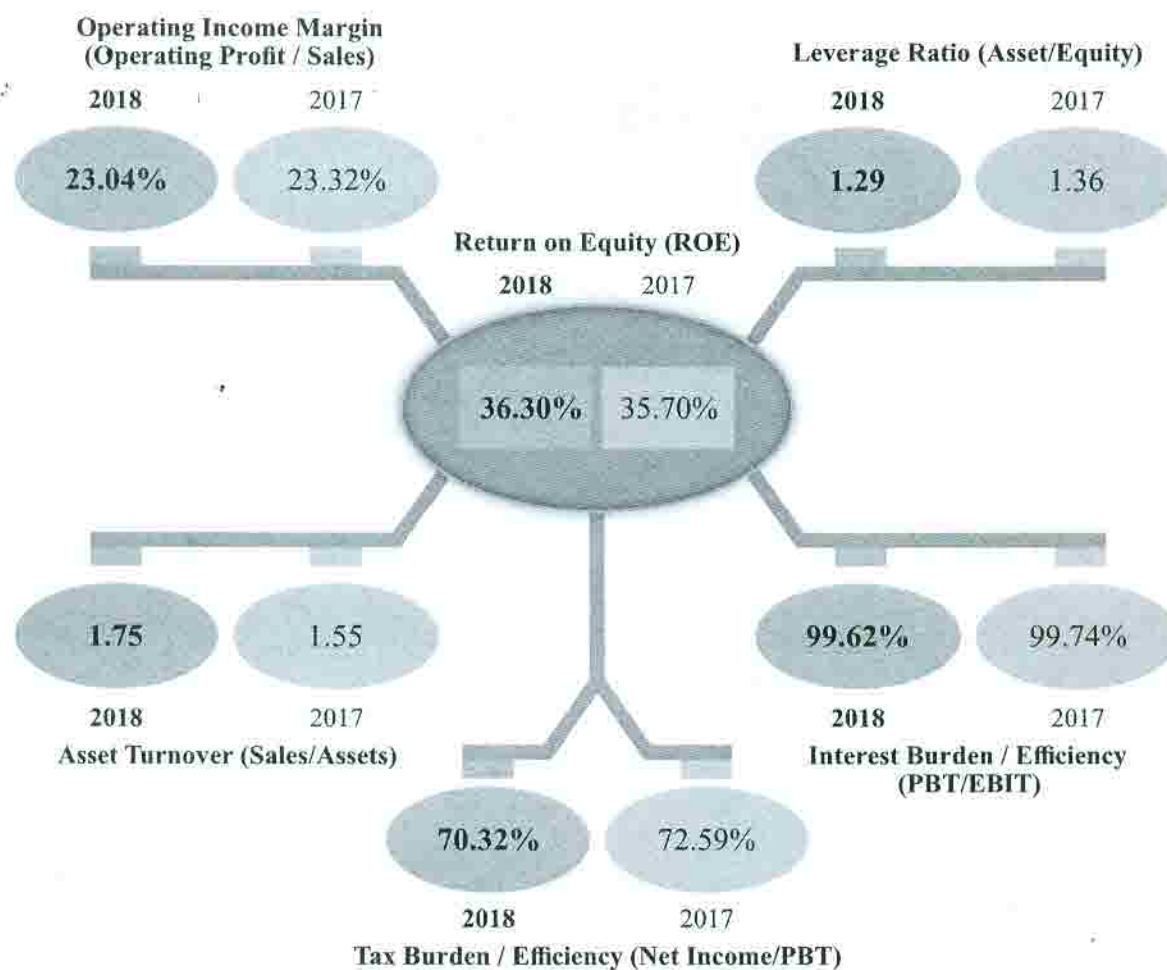 Operating Income Margin
(Operating Profit / Sales)
2018 2017
23.04% 23.32%
Leverage Ratio (Asset/Equity)
2018 2017
1.29 1.36
Return on Equity (ROE)
2018 2017
36.30% 35.70%
1.75 1.55
2018 2017
Asset Turnover (Sales/Assets)
99.62% 99.74%
2018 2017
Interest Burden / Efficiency
(PBT/EBIT)
70.32% 72.59%
2018 2017
Tax Burden / Efficiency (Net Income/PBT)